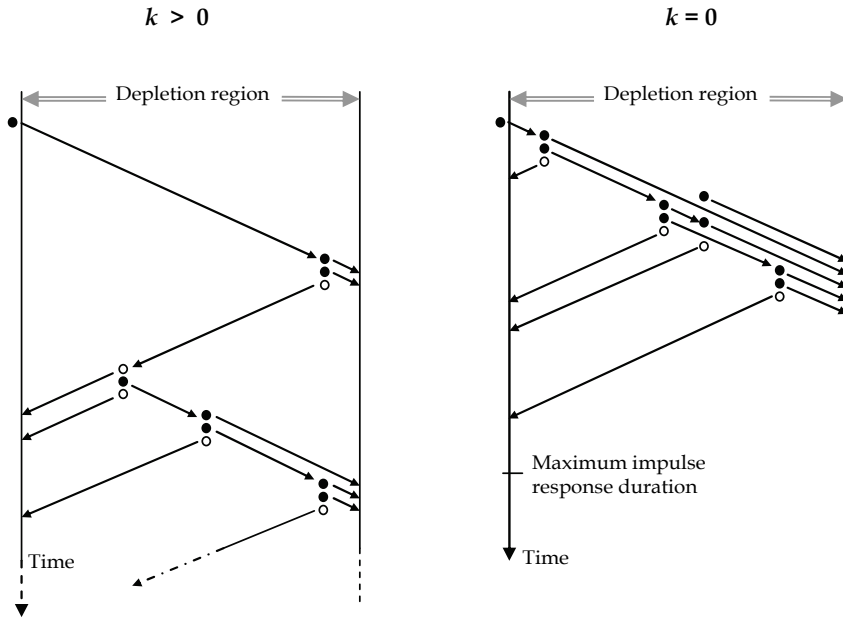 k > 0
k = 0
Depletion region
Depletion region
Maximum impulse
response duration
Time
Time